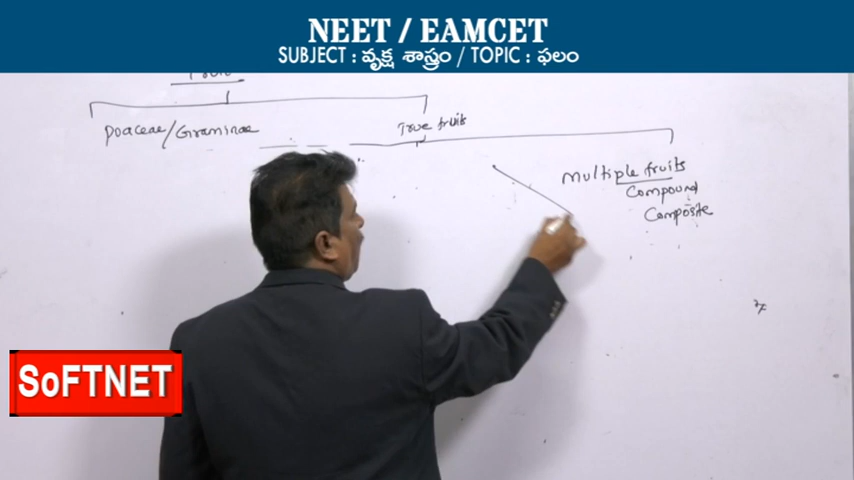 NEET / EAMCET
SUBJECT : వృక్ష శాస్త్రం / TOPIC : ఫలం
Poaceae/Graminae
True fruits
Multiple fruits
Compound
Composite
SoFTNET